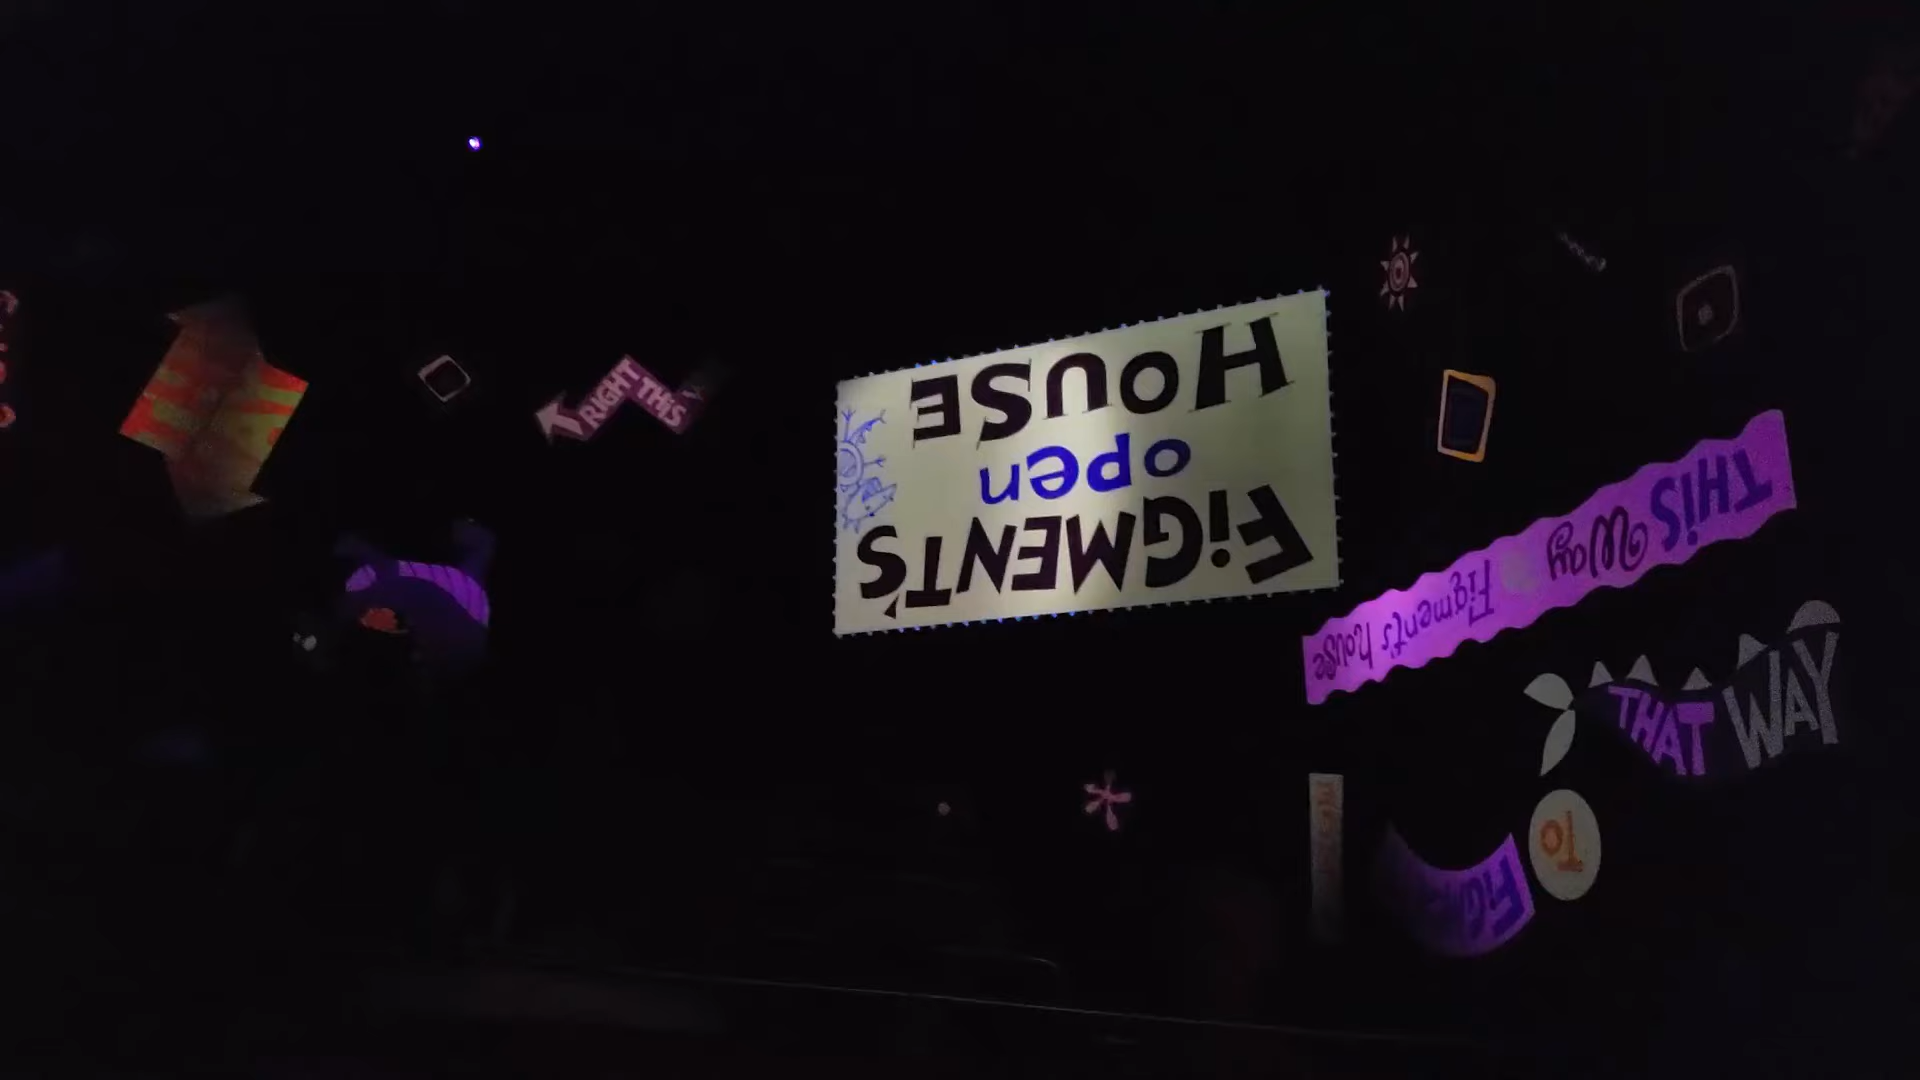 FiGMENT'S
open
HOUSE
RIGHT THiS
THiS Way Figment's house
THAT WAY
TO